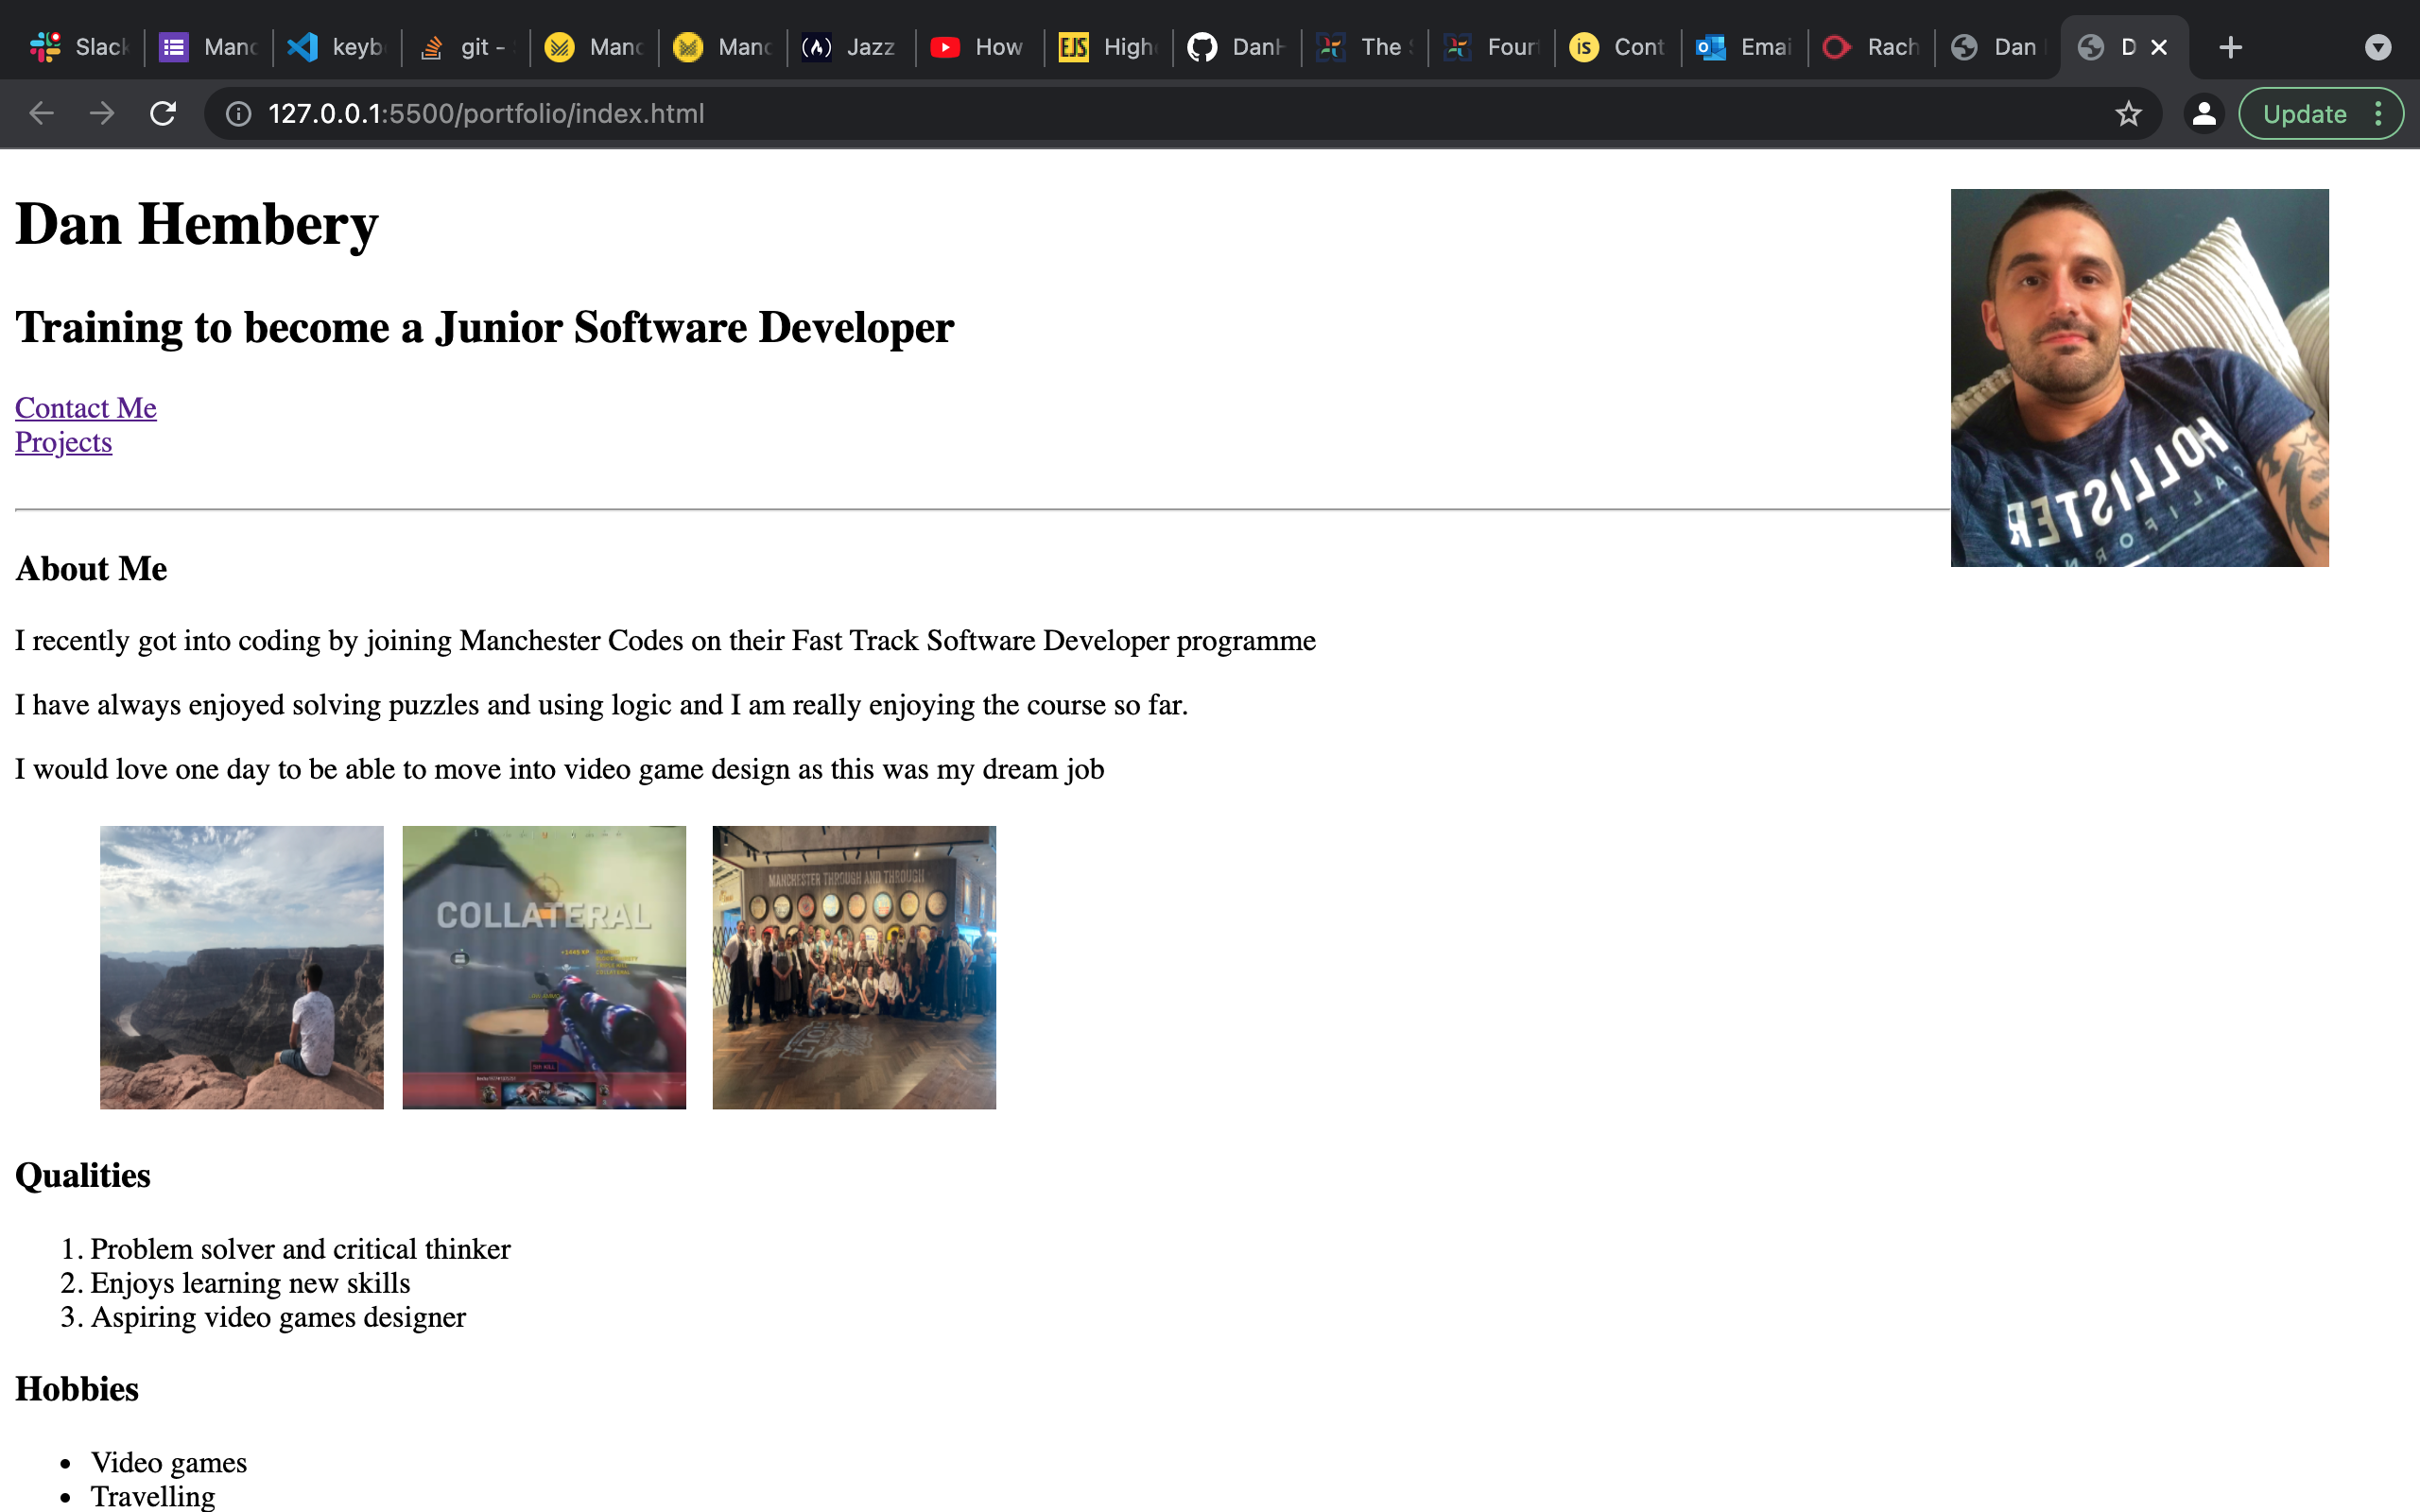 Slack
Manc
keyb
git -
Manc
Manc
Jazz
How
EJS
High
DanH
The S
Four
is
Cont
Emai
Rach
Dan
D
127.0.0.1:5500/portfolio/index.html
Update
Dan Hembery
Training to become a Junior Software Developer
Contact Me
Projects
HOLLISTER
About Me
I recently got into coding by joining Manchester Codes on their Fast Track Software Developer programme
I have always enjoyed solving puzzles and using logic and I am really enjoying the course so far.
I would love one day to be able to move into video game design as this was my dream job
COLLATERAL
MANCHESTER THROUGH AND THROUGH
HOLT
Qualities
1. Problem solver and critical thinker
2. Enjoys learning new skills
3. Aspiring video games designer
Hobbies
• Video games
• Travelling